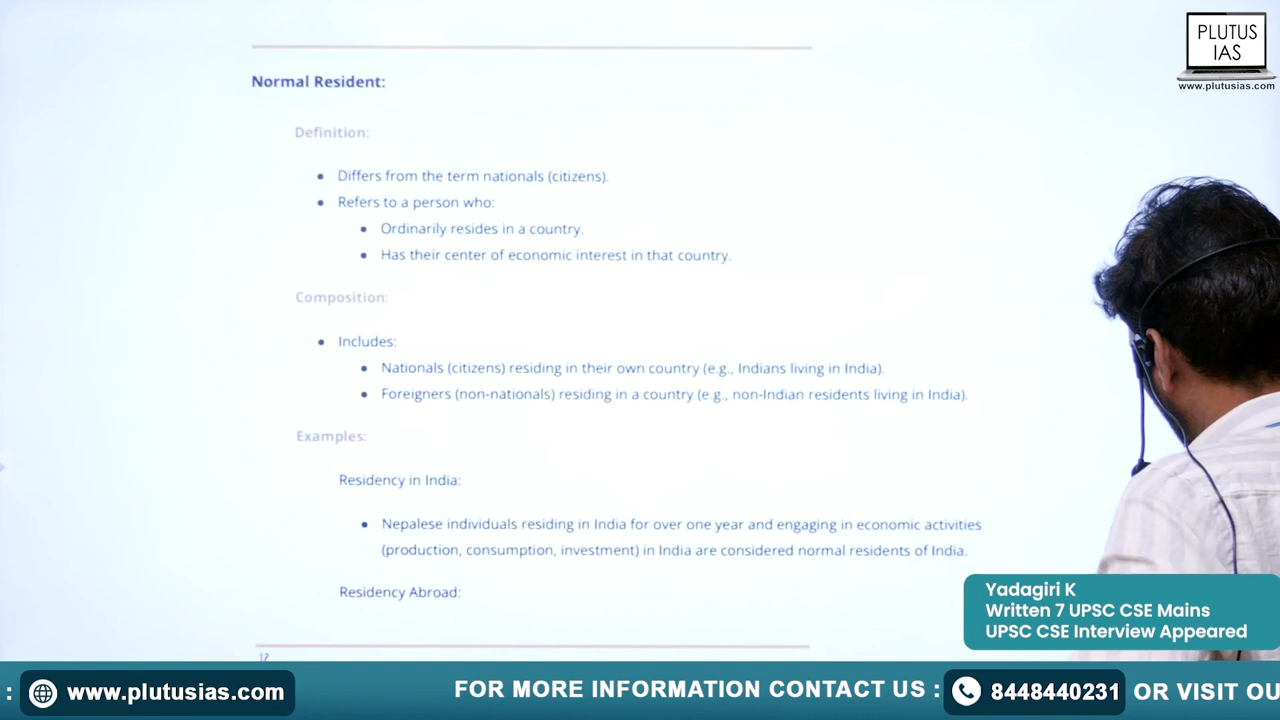 PLUTUS
IAS
www.plutusias.com
Normal Resident:
Definition:
● Differs from the term nationals (citizens).
● Refers to a person who:
● Ordinarily resides in a country.
● Has their center of economic interest in that country.
Composition:
● Includes:
● Nationals (citizens) residing in their own country (e.g., Indians living in India).
● Foreigners (non-nationals) residing in a country (e.g., non-Indian residents living in India).
Examples:
Residency in India:
● Nepalese individuals residing in India for over one year and engaging in economic activities
(production, consumption, investment) in India are considered normal residents of India.
Residency Abroad:
Yadagiri K
Written 7 UPSC CSE Mains
UPSC CSE Interview Appeared
: www.plutusias.com FOR MORE INFORMATION CONTACT US : 8448440231 OR VISIT OU